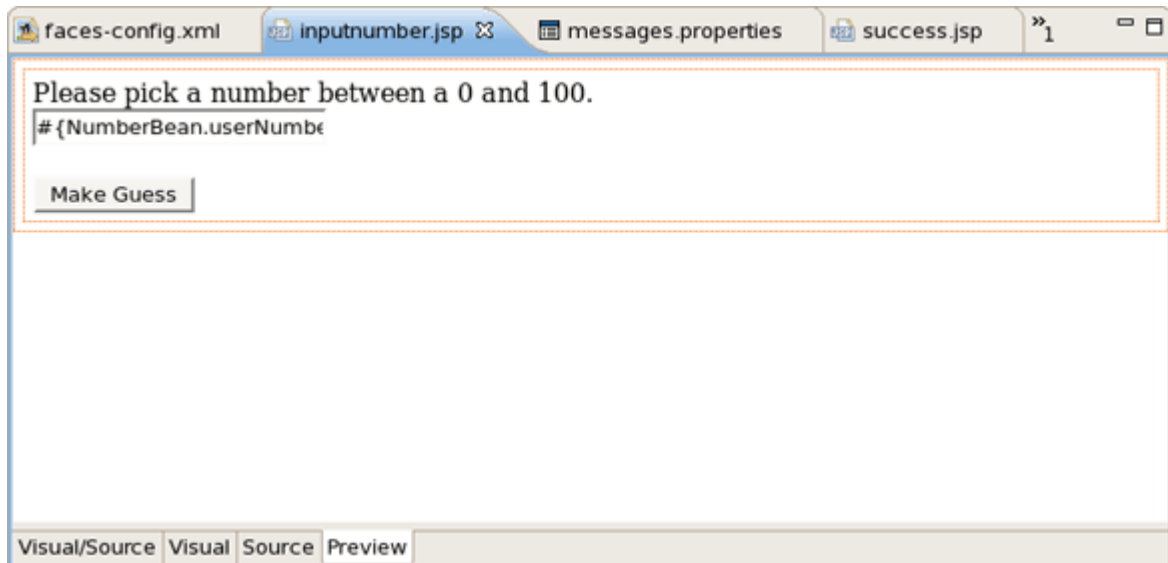 faces-config.xml inputnumber.jsp messages.properties success.jsp »1
Please pick a number between a 0 and 100.
#{NumberBean.userNumbe
Make Guess
Visual/Source Visual Source Preview